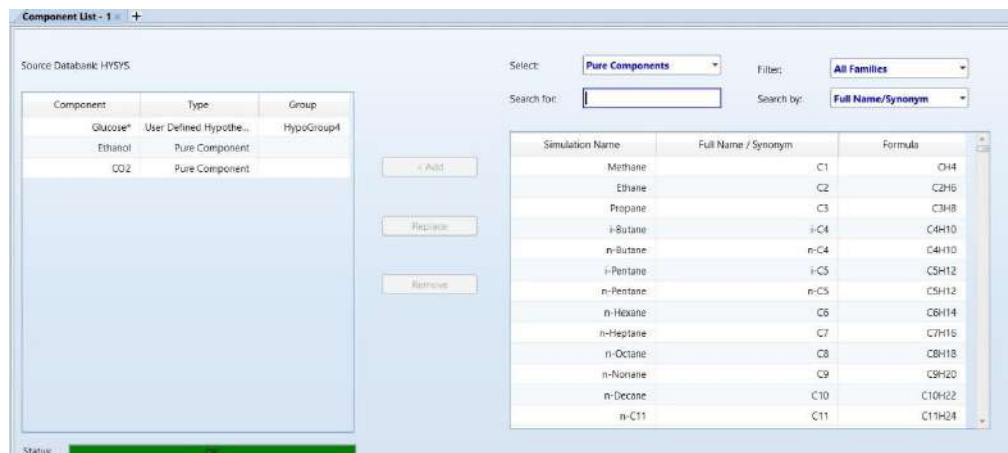 Component List - 1 × +
Source Databank: HYSYS
Select: Pure Components Filter: All Families
Search for: Search by: Full Name/Synonym
Component Type Group
Glucose* User Defined Hypothe... HypoGroup4
Ethanol Pure Component
CO2 Pure Component
< Add
Replace
Remove
Simulation Name Full Name / Synonym Formula
Methane C1 CH4
Ethane C2 C2H6
Propane C3 C3H8
i-Butane i-C4 C4H10
n-Butane n-C4 C4H10
i-Pentane i-C5 C5H12
n-Pentane n-C5 C5H12
n-Hexane C6 C6H14
n-Heptane C7 C7H16
n-Octane C8 C8H18
n-Nonane C9 C9H20
n-Decane C10 C10H22
n-C11 C11 C11H24
Status: